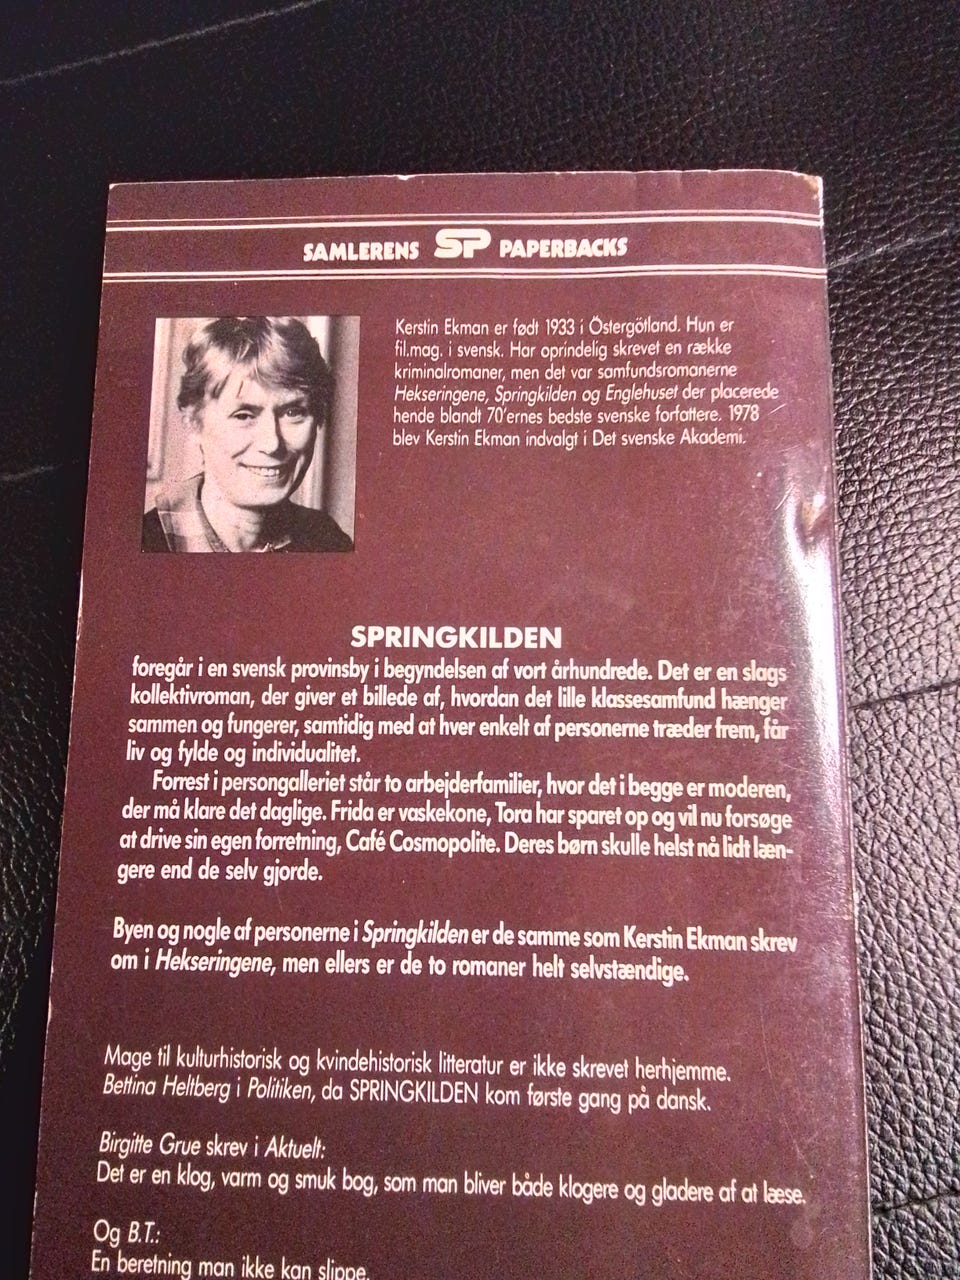 SAMLERENS SP PAPERBACKS
Kerstin Ekman er født 1933 i Östergötland. Hun er
fil.mag. i svensk. Har oprindelig skrevet en række
kriminalromaner, men det var samfundsromanerne
Hekseringene, Springkilden og Englehuset der placerede
hende blandt 70'ernes bedste svenske forfattere. 1978
blev Kerstin Ekman indvalgt i Det svenske Akademi.
SPRINGKILDEN
foregår i en svensk provinsby i begyndelsen af vort århundrede. Det er en slags
kollektivroman, der giver et billede af, hvordan det lille klassesamfund hænger
sammen og fungerer, samtidig med at hver enkelt af personerne træder frem, får
liv og fylde og individualitet.
Forrest i persongalleriet står to arbejderfamilier, hvor det i begge er moderen,
der må klare det daglige. Frida er vaskekone, Tora har sparet op og vil nu forsøge
at drive sin egen forretning, Café Cosmopolite. Deres børn skulle helst nå lidt læn-
gere end de selv gjorde.
Byen og nogle af personerne i Springkilden er de samme som Kerstin Ekman skrev
om i Hekseringene, men ellers er de to romaner helt selvstændige.
Mage til kulturhistorisk og kvindehistorisk litteratur er ikke skrevet herhjemme.
Bettina Heltberg i Politiken, da SPRINGKILDEN kom første gang på dansk.
Birgitte Grue skrev i Aktuelt:
Det er en klog, varm og smuk bog, som man bliver både klogere og gladere af at læse.
Og B.T.:
En beretning man ikke kan slippe.